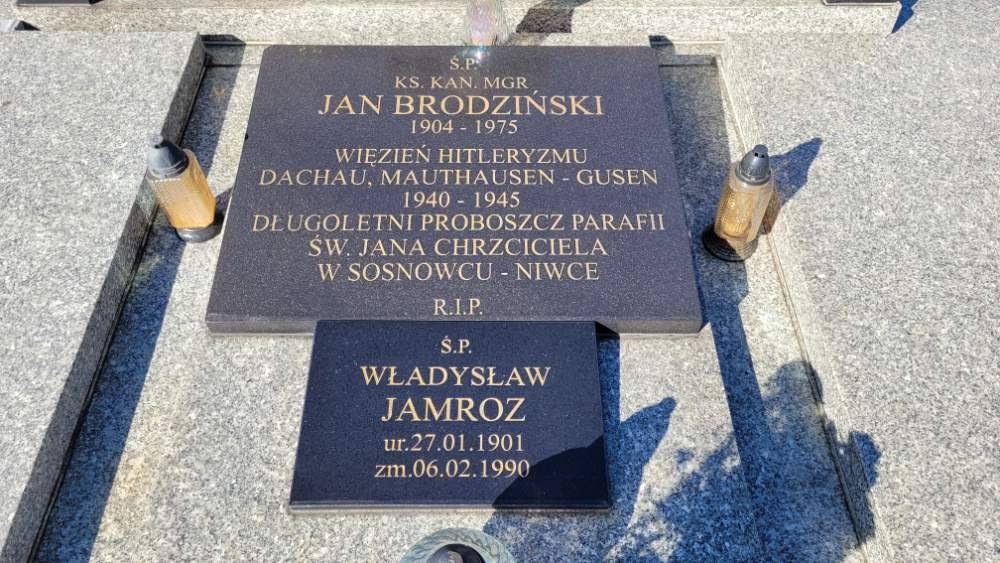 Ś.P.
KS. KAN. MGR
JAN BRODZIŃSKI
1904 - 1975
WIĘZIEŃ HITLERYZMU
DACHAU, MAUTHAUSEN - GUSEN
1940 - 1945
DŁUGOLETNI PROBOSZCZ PARAFII
ŚW. JANA CHRZCICIELA
W SOSNOWCU - NIWCE
R.I.P.
Ś.P.
WŁADYSŁAW
JAMROZ
ur.27.01.1901
zm.06.02.1990